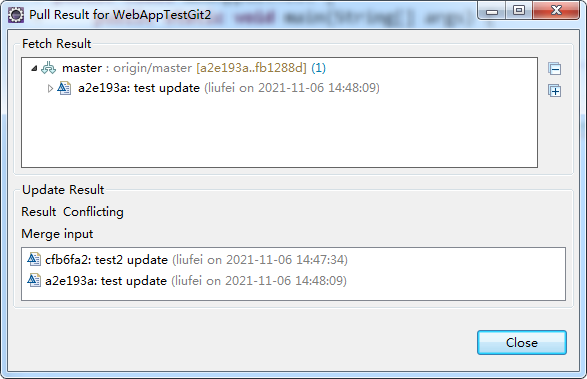 Pull Result for WebAppTestGit2
Fetch Result
master : origin/master [a2e193a..fb1288d] (1)
a2e193a: test update (liufei on 2021-11-06 14:48:09)
Update Result
Result Conflicting
Merge input
cfb6fa2: test2 update (liufei on 2021-11-06 14:47:34)
a2e193a: test update (liufei on 2021-11-06 14:48:09)
Close